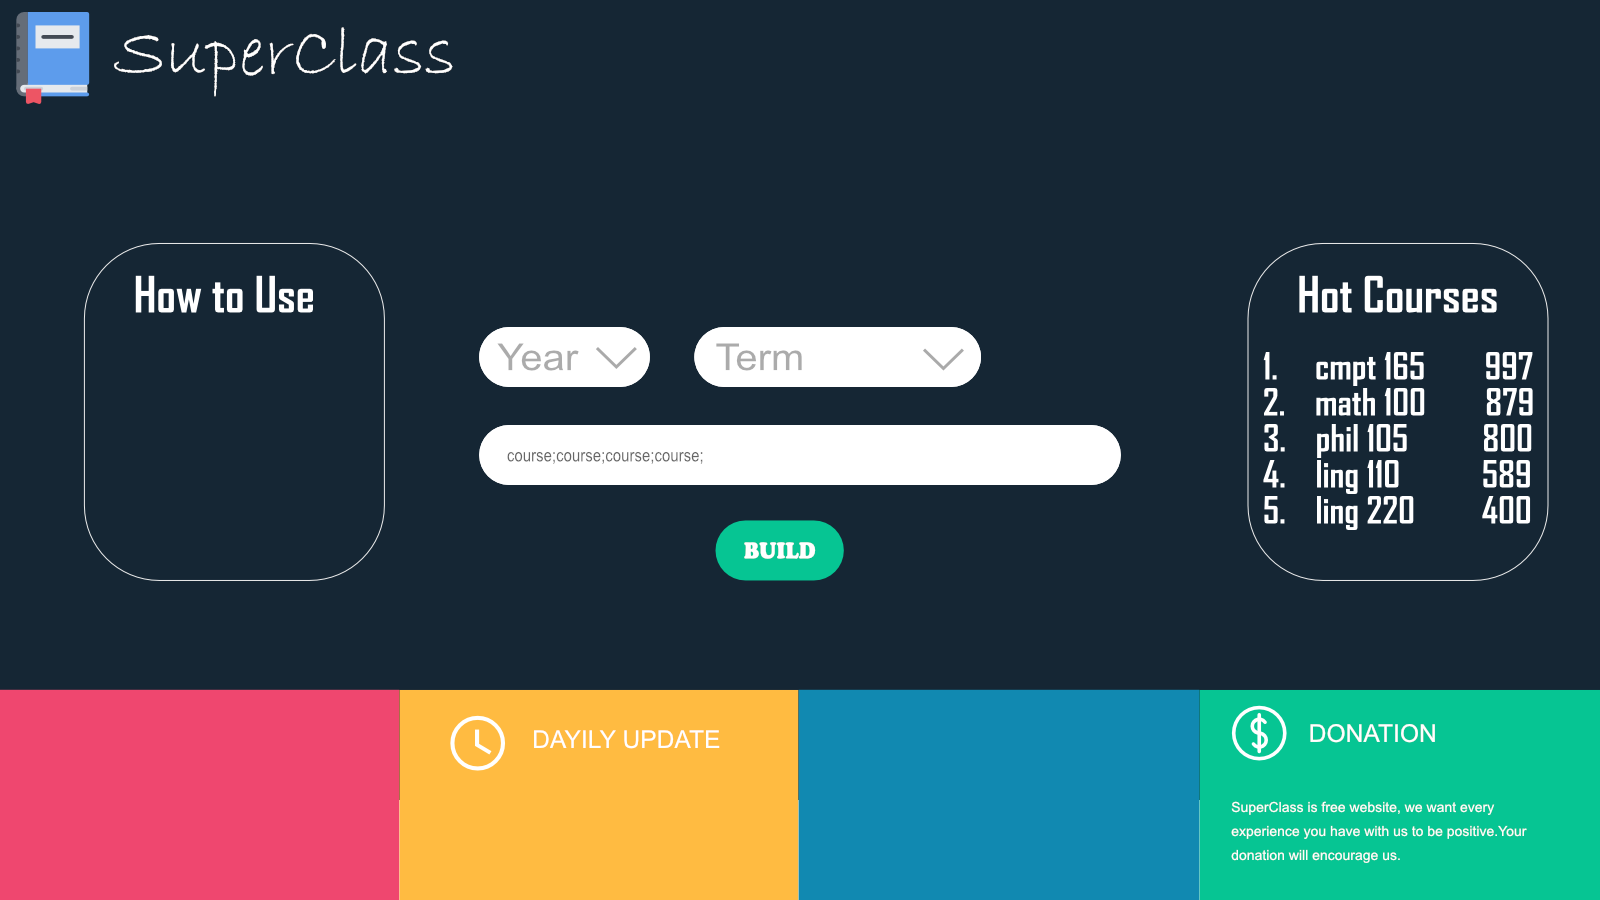 SuperClass
How to Use
Year
Term
course;course;course;course;
BUILD
Hot Courses
1. cmpt 165 997
2. math 100 879
3. phil 105 800
4. ling 110 589
5. ling 220 400
DAYILY UPDATE
DONATION
SuperClass is free website, we want every
experience you have with us to be positive.Your
donation will encourage us.